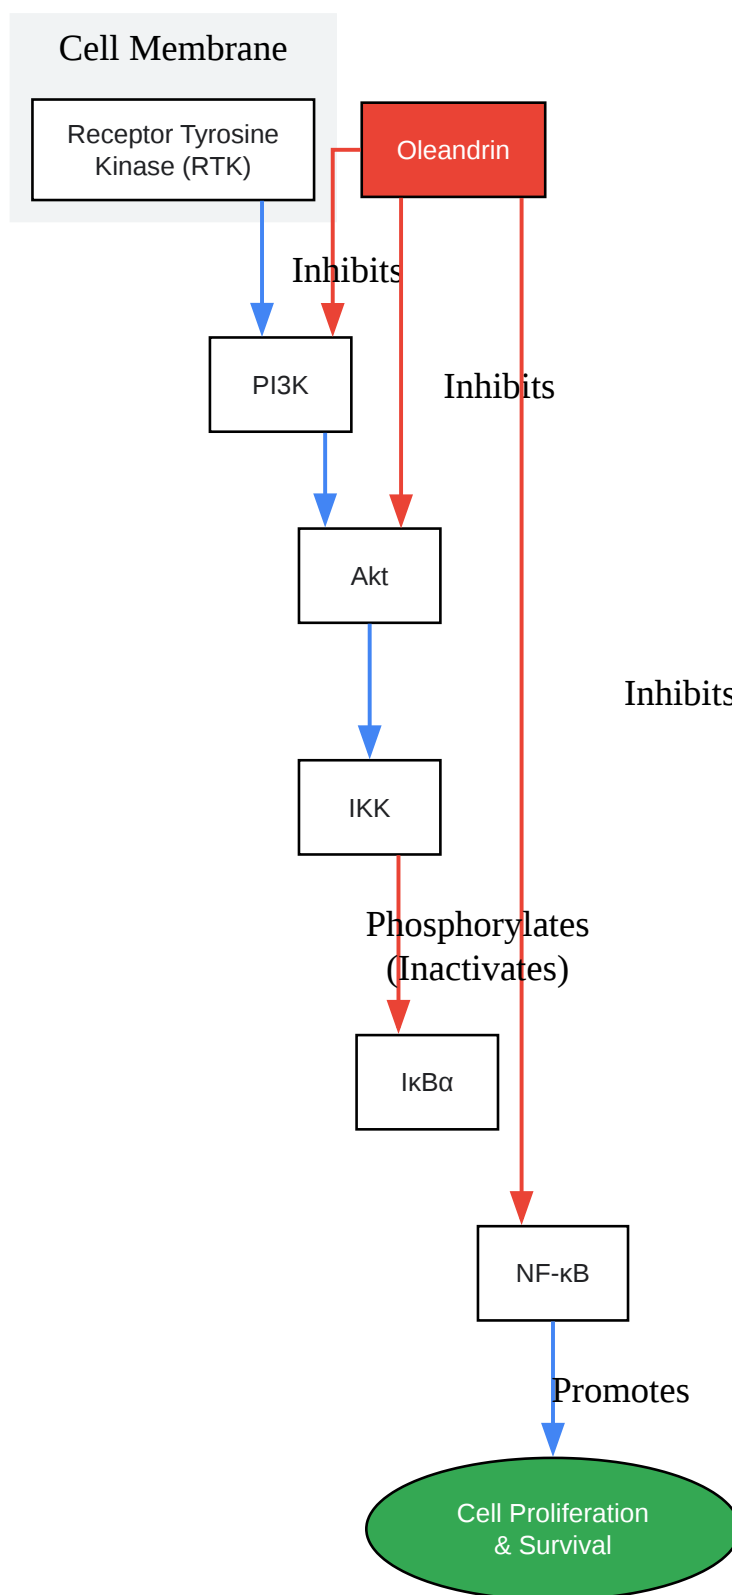 Cell Membrane
Receptor Tyrosine
Kinase (RTK)
Oleandrin
Inhibits
PI3K
Inhibits
Akt
Inhibits
IKK
Phosphorylates
(Inactivates)
IκBα
NF-κB
Promotes
Cell Proliferation
& Survival